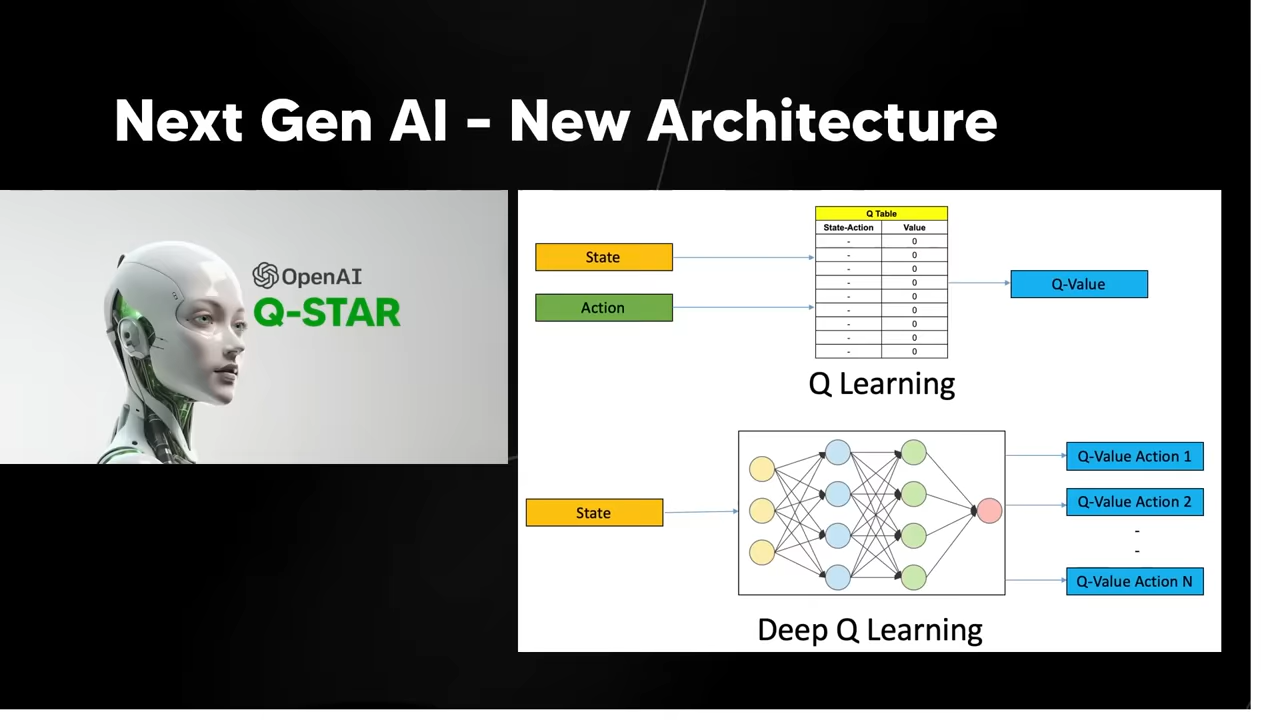 Next Gen AI - New Architecture
OpenAI
Q-STAR
Q Table
State-Action Value
- 0
- 0
- 0
- 0
- 0
- 0
- 0
- 0
- 0
State
Action
Q-Value
Q Learning
State
Q-Value Action 1
Q-Value Action 2
-
-
Q-Value Action N
Deep Q Learning